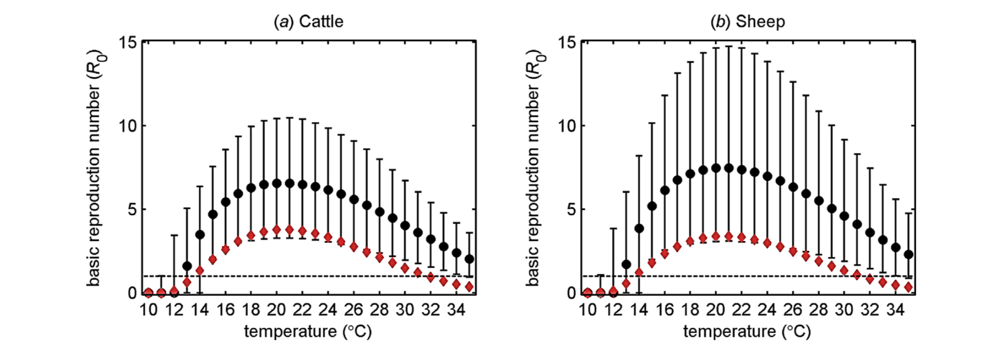 (a) Cattle
15
10
5
0
basic reproduction number (R0)
10 12 14 16 18 20 22 24 26 28 30 32 34
temperature (°C)
(b) Sheep
15
10
5
0
basic reproduction number (R0)
10 12 14 16 18 20 22 24 26 28 30 32 34
temperature (°C)